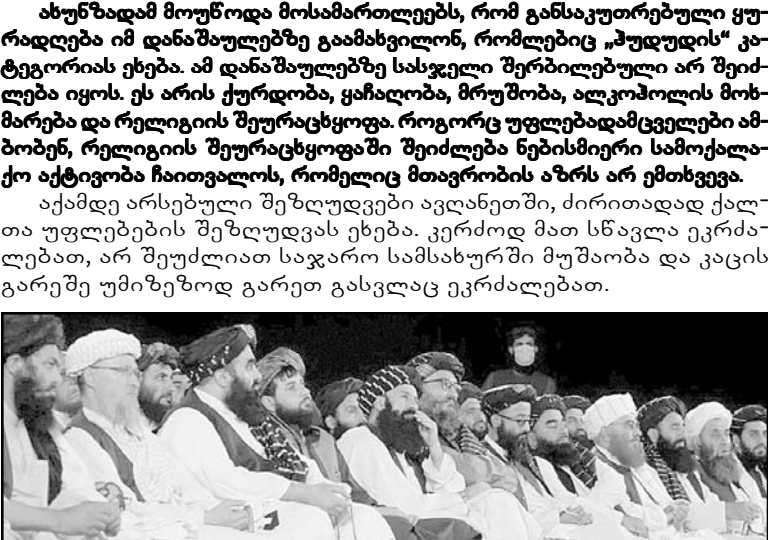 ახუნზადამ მოუწოდა მოსამართლეებს, რომ განსაკუთრებული ყუ-
რადღება იმ დანაშაულებზე გაამახვილონ, რომლებიც „ჰუდუდის“ კა-
ტეგორიას ეხება. ამ დანაშაულებზე სასჯელი შერბილებული არ შეიძ-
ლება იყოს. ეს არის ქურდობა, ყაჩაღობა, მრუშობა, ალკოჰოლის მოხ-
მარება და რელიგიის შეურაცხყოფა. როგორც უფლებადამცველები ამ-
ბობენ, რელიგიის შეურაცხყოფაში შეიძლება ნებისმიერი სამოქალა-
ქო აქტივობა ჩაითვალოს, რომელიც მთავრობის აზრს არ ემთხვევა.
აქამდე არსებული შეზღუდვები ავღანეთში, ძირითადად ქალ-
თა უფლებების შეზღუდვას ეხება. კერძოდ მათ სწავლა ეკრძა-
ლებათ, არ შეუძლიათ საჯარო სამსახურში მუშაობა და კაცის
გარეშე უმიზეზოდ გარეთ გასვლაც ეკრძალებათ.